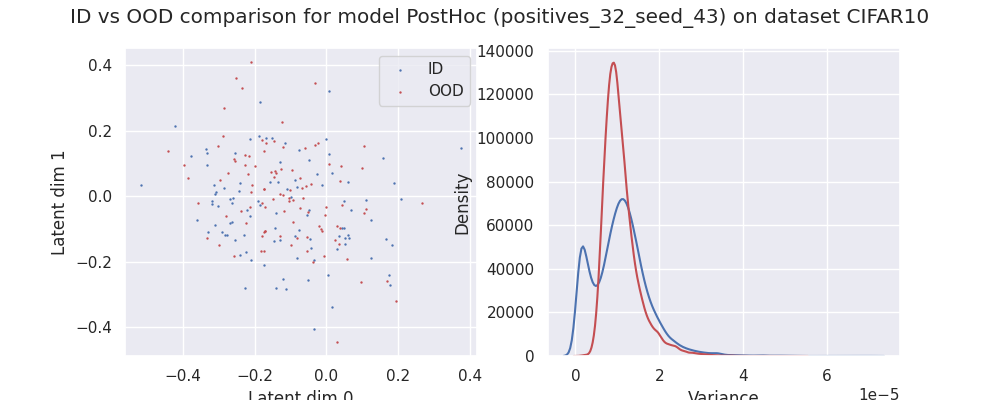 ID vs OOD comparison for model PostHoc (positives_32_seed_43) on dataset CIFAR10
0.4
0.2
0.0
−0.2
−0.4
Latent dim 1
ID
OOD
−0.4 −0.2 0.0 0.2 0.4
Latent dim 0
140000
120000
100000
80000
60000
40000
20000
0
Density
0 2 4 6
1e−5
Variance